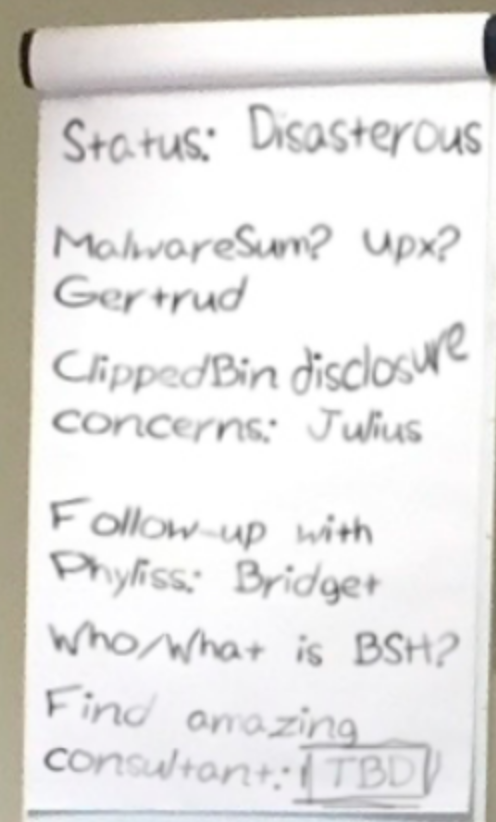 Status: Disasterous
MalwareSum? upx?
Gertrud
ClippedBin disclosure
concerns: Julius
Follow-up with
Phyliss: Bridget
Who/What is BSH?
Find amazing
consultant: TBD